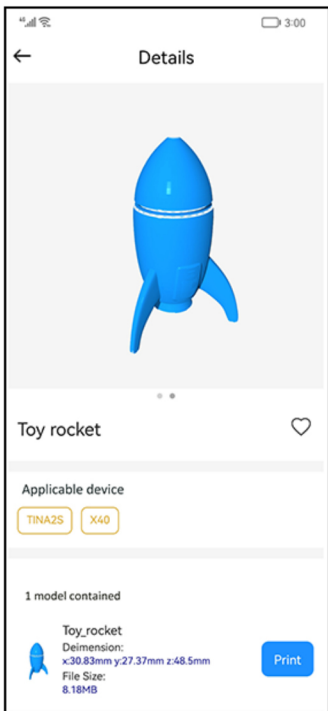 4G 3:00
Details
Toy rocket
Applicable device
TINA2S X40
1 model contained
Toy_rocket
Deimension:
x:30.83mm y:27.37mm z:48.5mm
File Size:
8.18MB
Print